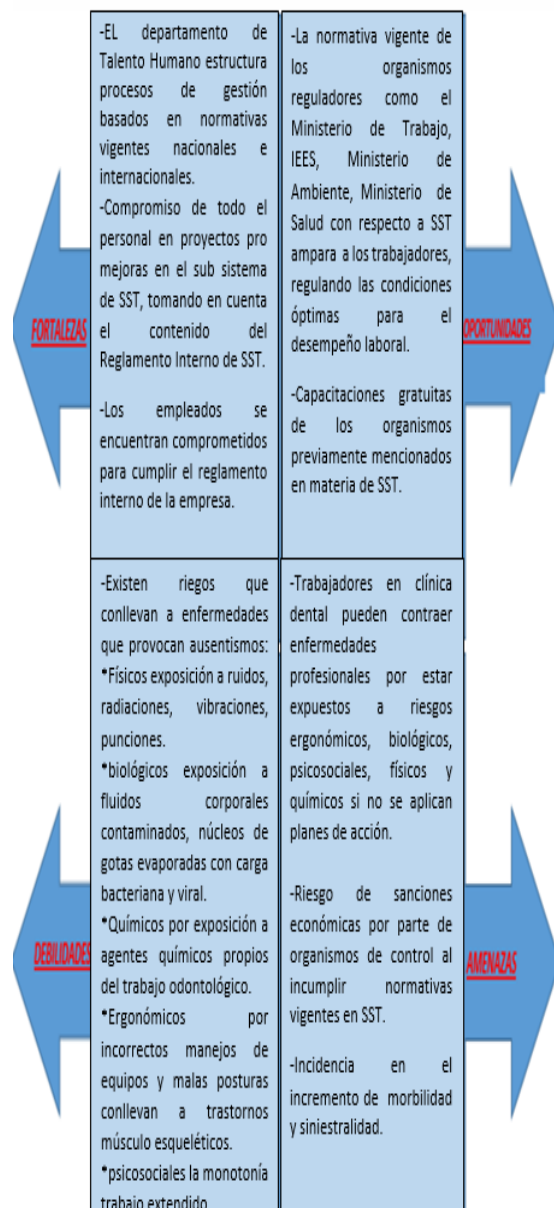 -EL departamento de
Talento Humano estructura
procesos de gestión
basados en normativas
vigentes nacionales e
internacionales.
-Compromiso de todo el
personal en proyectos pro
mejoras en el sub sistema
de SST, tomando en cuenta
el contenido del
Reglamento Interno de SST.
-Los empleados se
encuentran comprometidos
para cumplir el reglamento
interno de la empresa.
FORTALEZAS
-La normativa vigente de
los organismos
reguladores como el
Ministerio de Trabajo,
IEES, Ministerio de
Ambiente, Ministerio de
Salud con respecto a SST
ampara a los trabajadores,
regulando las condiciones
óptimas para el
desempeño laboral.
-Capacitaciones gratuitas
de los organismos
previamente mencionados
en materia de SST.
OPORTUNIDADES
-Existen riegos que
conllevan a enfermedades
que provocan ausentismos:
*Físicos exposición a ruidos,
radiaciones, vibraciones,
punciones.
*biológicos exposición a
fluidos corporales
contaminados, núcleos de
gotas evaporadas con carga
bacteriana y viral.
*Químicos por exposición a
agentes químicos propios
del trabajo odontológico.
*Ergonómicos por
incorrectos manejos de
equipos y malas posturas
conllevan a trastornos
músculo esqueléticos.
*psicosociales la monotonía
trabajo extendido
DEBILIDADES
-Trabajadores en clínica
dental pueden contraer
enfermedades
profesionales por estar
expuestos a riesgos
ergonómicos, biológicos,
psicosociales, físicos y
químicos si no se aplican
planes de acción.
-Riesgo de sanciones
económicas por parte de
organismos de control al
incumplir normativas
vigentes en SST.
-Incidencia en el
incremento de morbilidad
y siniestralidad.
AMENAZAS